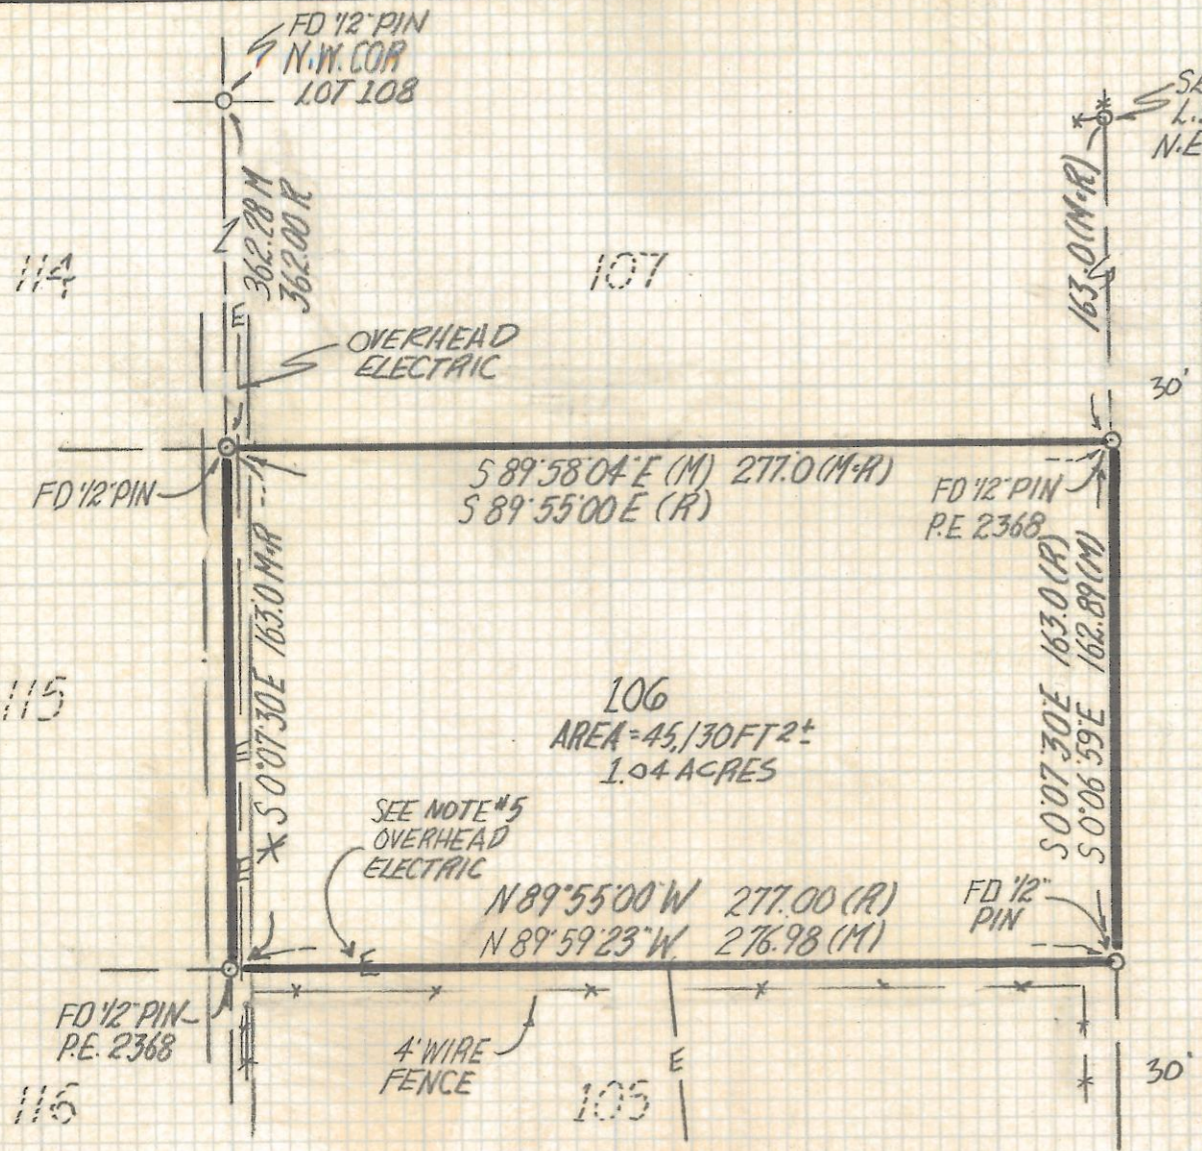 FD 1/2" PIN
N.W. COR
LOT 108
N.E
362.28 M
362.00 R
163.0 (M&R)
114
107
E
OVERHEAD
ELECTRIC
30'
S 89°58'04" E (M) 277.0 (M&R)
S 89°55'00 E (R)
FD 1/2" PIN
FD 1/2" PIN
P.E. 2368
* S 0°07'30 E 163.0 M&R
S 0°07'30" E 163.0 (R)
S 0°06'59" E 162.89 (M)
115
106
AREA = 45,130 FT 2 ±
1.04 ACRES
E
E
SEE NOTE #5
OVERHEAD
ELECTRIC
N 89°55'00 W 277.00 (R)
N 89°59'23" W. 276.98 (M)
FD 1/2"
PIN
E
FD 1/2" PIN
P.E. 2368
4' WIRE
FENCE
E
30'
116
105